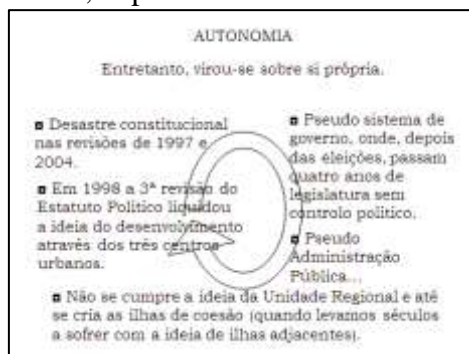 AUTONOMIA
Entretanto, virou-se sobre si própria.
Desastre constitucional
nas revisões de 1997 e
2004.
Em 1998 a 3ª revisão do
Estatuto Político liquidou
a ideia do desenvolvimento
através dos três centros
urbanos.
Pseudo sistema de
governo, onde, depois
das eleições, passam
quatro anos de
legislatura sem
controlo político.
Pseudo
Administração
Pública...
Não se cumpre a ideia da Unidade Regional e até
se cria as ilhas de coesão (quando levamos séculos
a sofrer com a ideia de ilhas adjacentes).